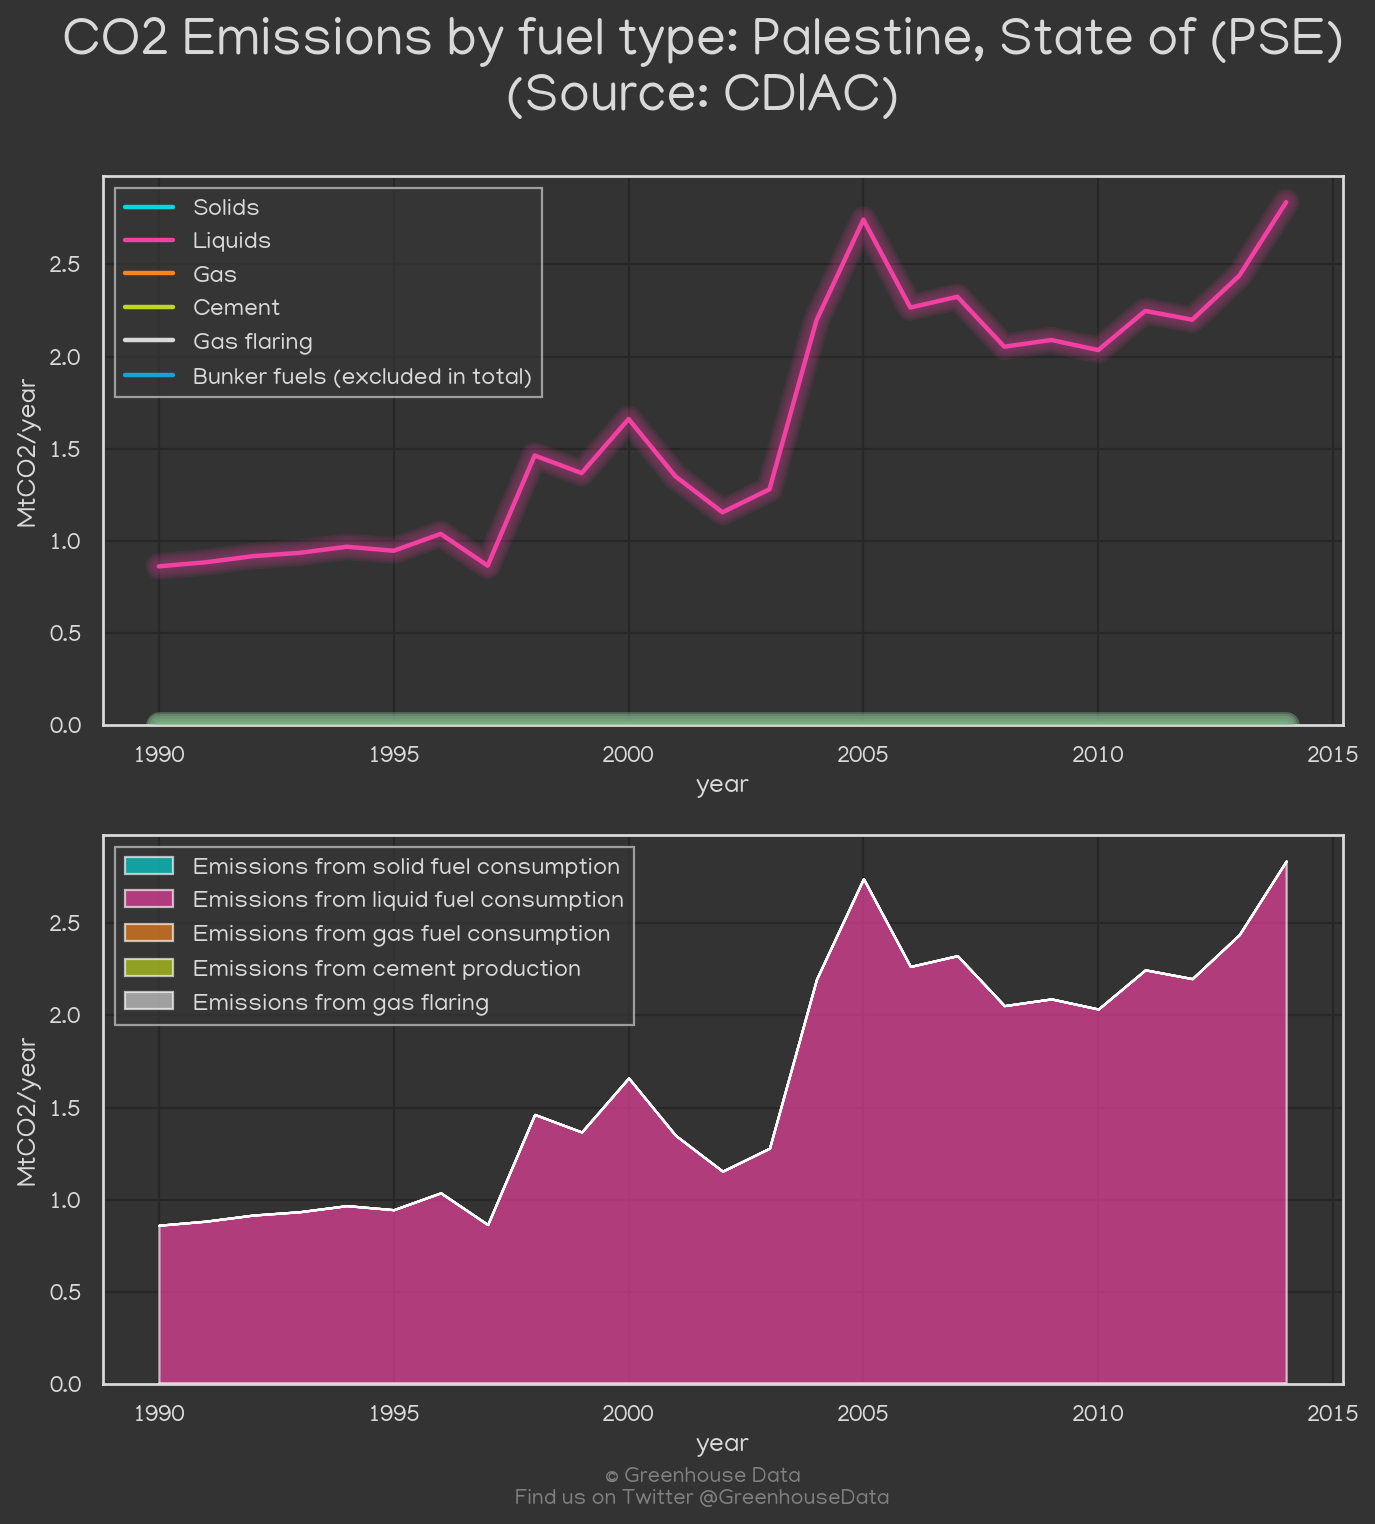 CO2 Emissions by fuel type: Palestine, State of (PSE)
(Source: CDIAC)
Solids
Liquids
Gas
Cement
Gas flaring
Bunker fuels (excluded in total)
MtCO2/year
2.5
2.0
1.5
1.0
0.5
0.0
1990 1995 2000 2005 2010 2015
year
Emissions from solid fuel consumption
Emissions from liquid fuel consumption
Emissions from gas fuel consumption
Emissions from cement production
Emissions from gas flaring
MtCO2/year
2.5
2.0
1.5
1.0
0.5
0.0
1990 1995 2000 2005 2010 2015
year
© Greenhouse Data
Find us on Twitter @GreenhouseData